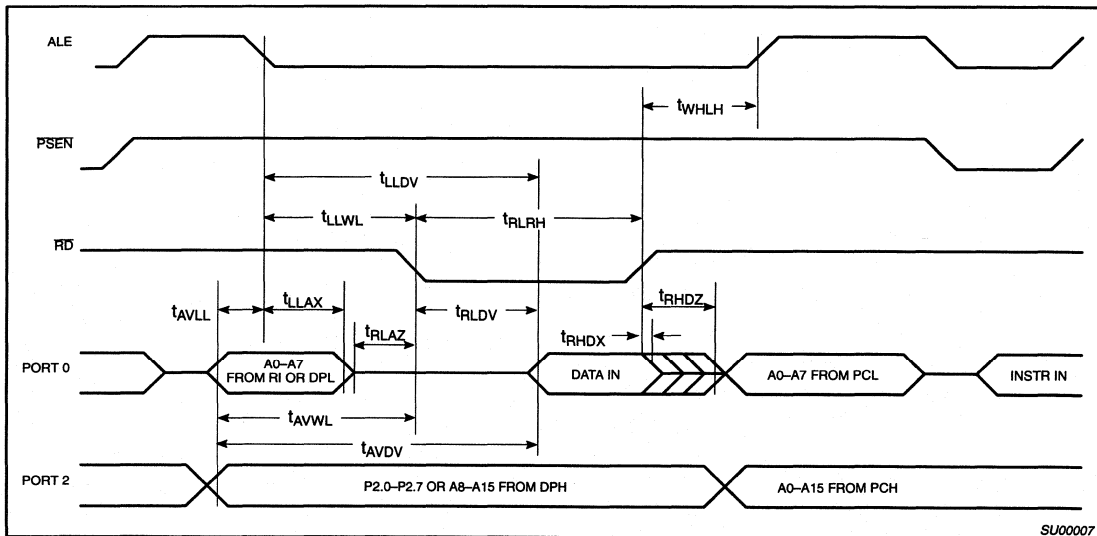 ALE
tWHLH
PSEN
tLLDV
tLLWL
tRLRH
RD
tAVLL
tLLAX
tRLAZ
tRLDV
tRHDZ
tRHDX
PORT 0
A0–A7
FROM RI OR DPL
DATA IN
A0–A7 FROM PCL
INSTR IN
tAVWL
tAVDV
PORT 2
P2.0–P2.7 OR A8–A15 FROM DPH
A0–A15 FROM PCH
SU00007